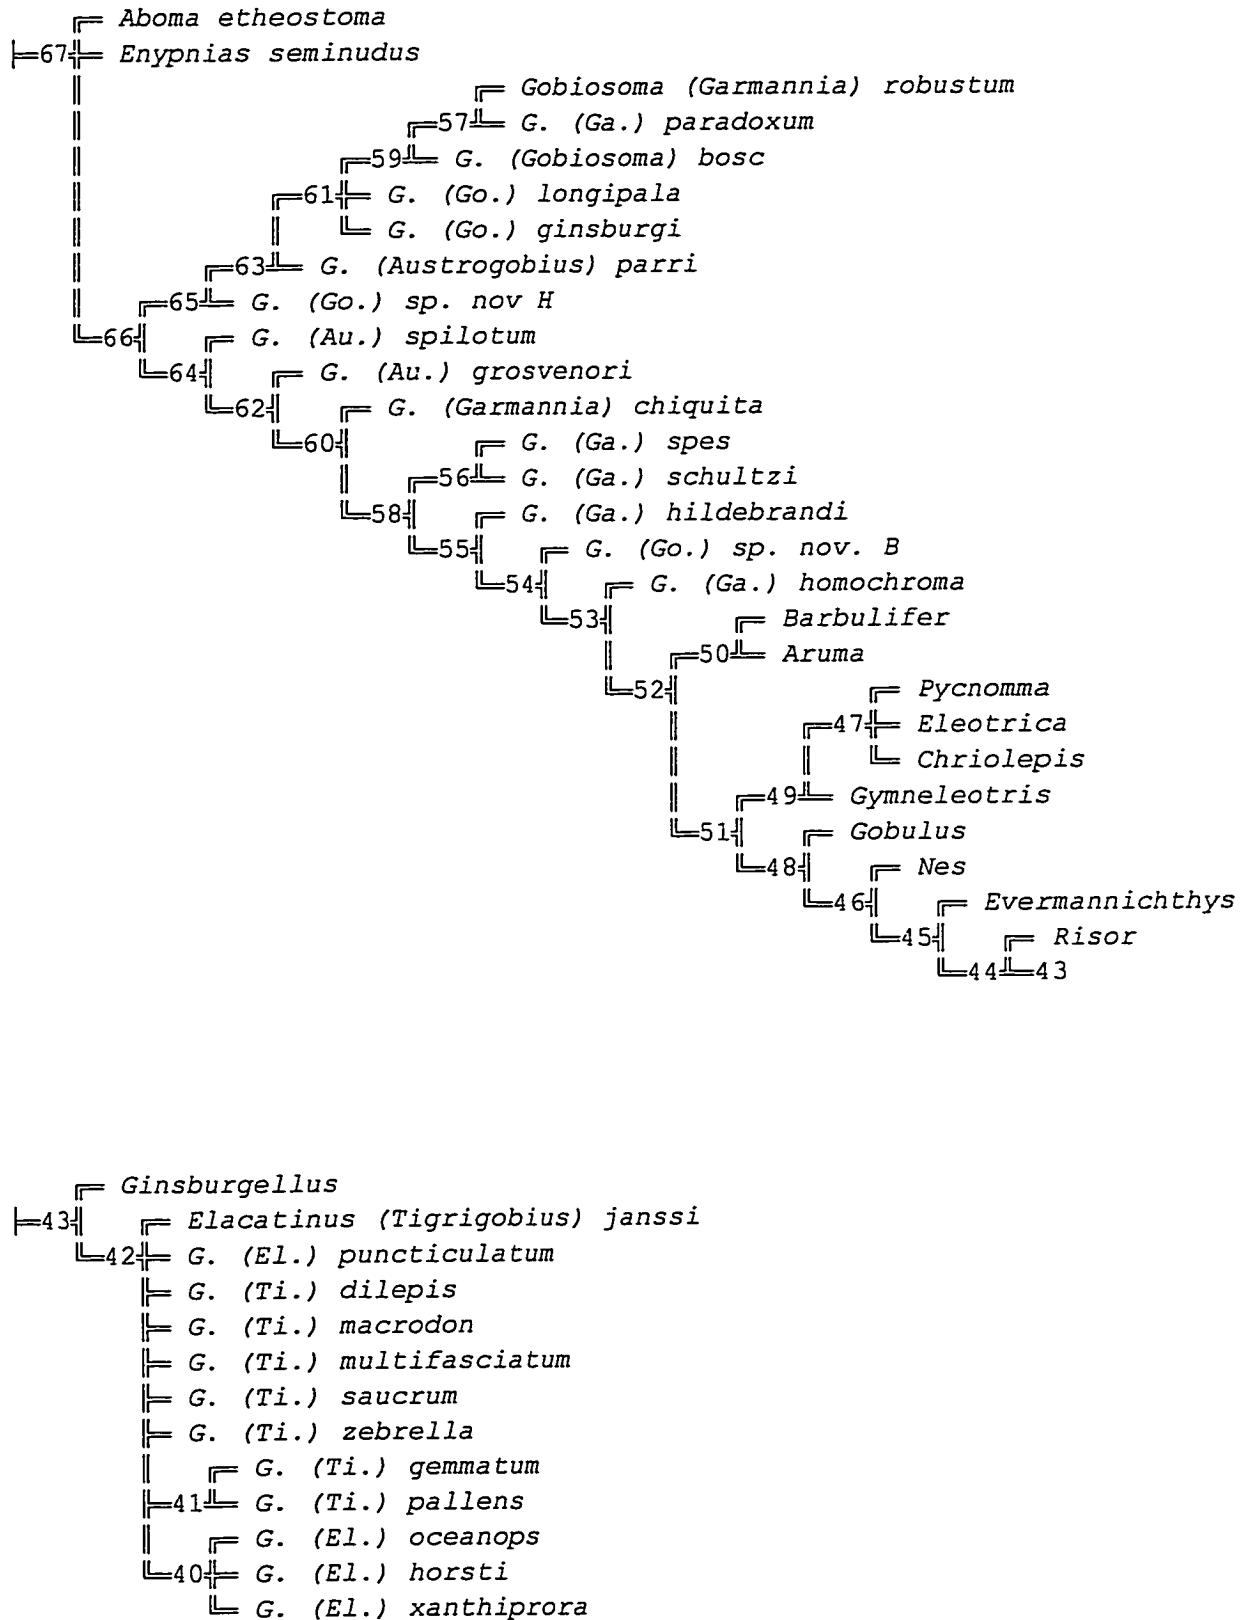 Aboma etheostoma
67 Enypnias seminudus
Gobiosoma (Garmannia) robustum
57 G. (Ga.) paradoxum
59 G. (Gobiosoma) bosc
61 G. (Go.) longipala
G. (Go.) ginsburgi
63 G. (Austrogobius) parri
65 G. (Go.) sp. nov H
66 G. (Au.) spilotum
64 G. (Au.) grosvenori
62 G. (Garmannia) chiquita
60 G. (Ga.) spes
56 G. (Ga.) schultzi
58 G. (Ga.) hildebrandi
55 G. (Go.) sp. nov. B
54 G. (Ga.) homochroma
53 Barbulifer
50 Aruma
52 Pycnomma
47 Eleotrica
Chriolepis
49 Gymneleotris
51 Gobulus
48 Nes
46 Evermannichthys
45 Risor
44 43
Ginsburgellus
43 Elacatinus (Tigrigobius) janssi
42 G. (El.) puncticulatum
G. (Ti.) dilepis
G. (Ti.) macrodon
G. (Ti.) multifasciatum
G. (Ti.) saucrum
G. (Ti.) zebrella
G. (Ti.) gemmatum
41 G. (Ti.) pallens
G. (El.) oceanops
40 G. (El.) horsti
G. (El.) xanthiprora